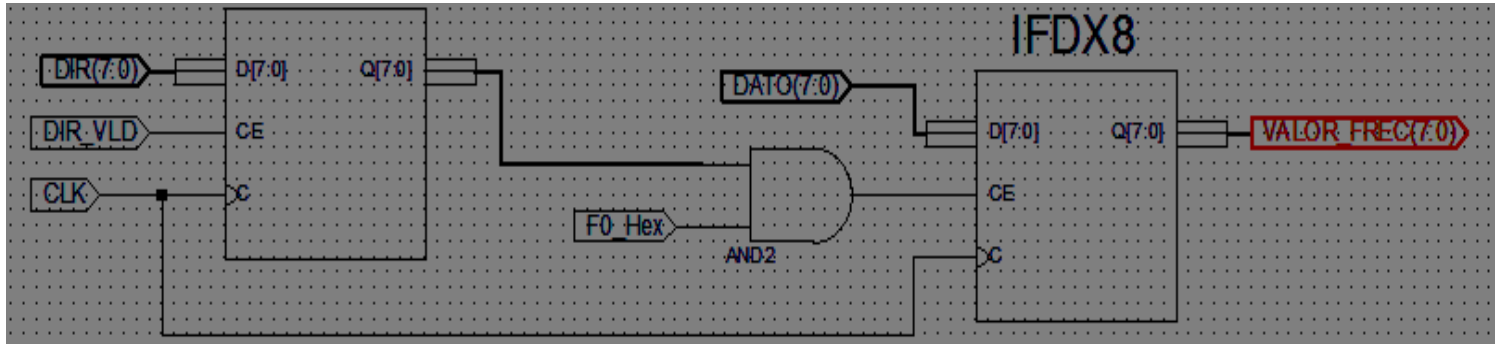 IFDX8
DIR(7:0)
D[7:0]
Q[7:0]
DIR_VLD
CE
CLK
C
F0_Hex
AND2
DATO(7:0)
D[7:0]
Q[7:0]
VALOR_FREC(7:0)
CE
C